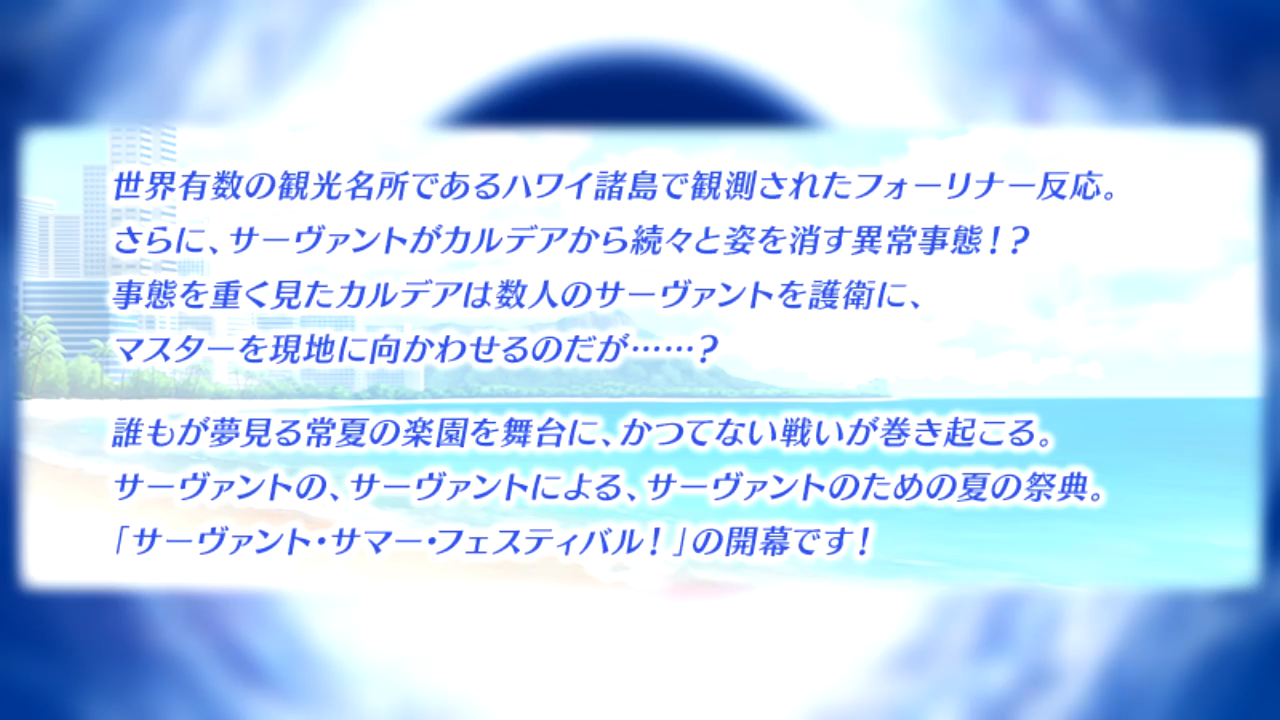 世界有数の観光名所であるハワイ諸島で観測されたフォーリナー反応。
さらに、サーヴァントがカルデアから続々と姿を消す異常事態！？
事態を重く見たカルデアは数人のサーヴァントを護衛に、
マスターを現地に向かわせるのだが……？
誰もが夢見る常夏の楽園を舞台に、かつてない戦いが巻き起こる。
サーヴァントの、サーヴァントによる、サーヴァントのための夏の祭典。
「サーヴァント・サマー・フェスティバル！」の開幕です！